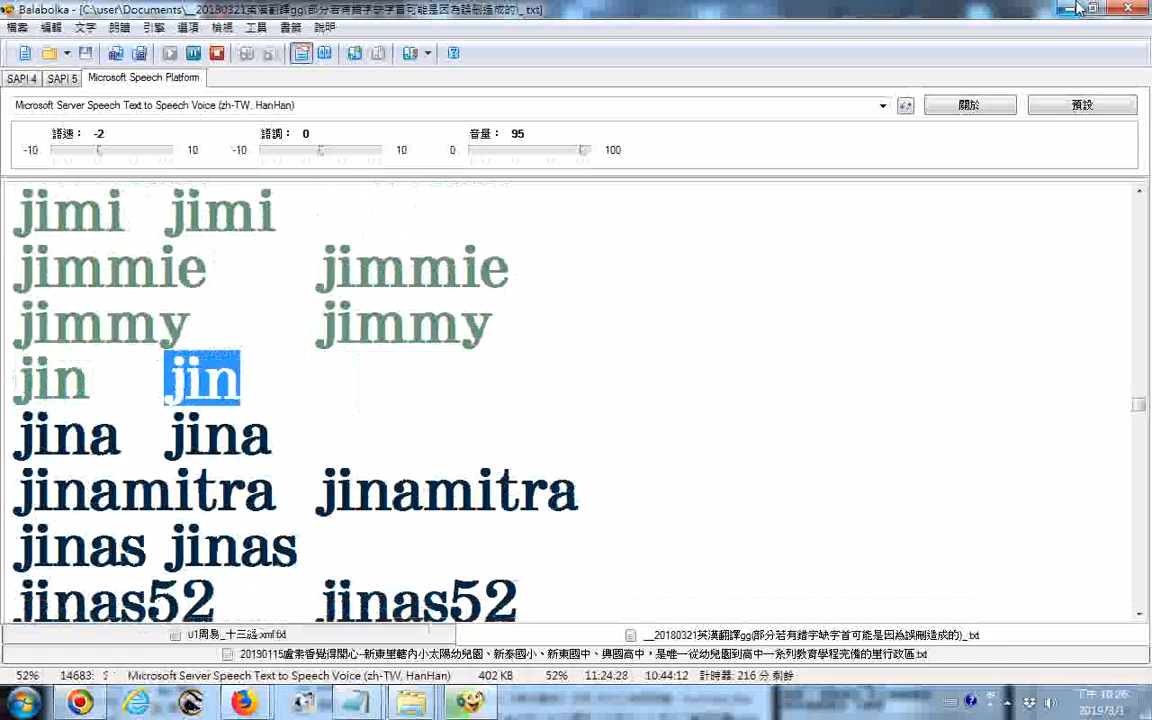 Balabolka - [C:\user\Documents\__20180321英漢翻譯gg(部分若有錯字缺字首可能是因為誤刪造成的)_.txt]
檔案 編輯 文字 朗讀 引擎 選項 檢視 工具 書籤 說明
SAPI 4 SAPI 5 Microsoft Speech Platform
Microsoft Server Speech Text to Speech Voice (zh-TW, HanHan) 關於 預設
語速： -2 語調： 0 音量： 95
-10 10 -10 10 0 100
jimi jimi
jimmie jimmie
jimmy jimmy
jin jin
jina jina
jinamitra jinamitra
jinas jinas
jinas52 jinas52
__20180321英漢翻譯gg(部分若有錯字缺字首可能是因為誤刪造成的)_.txt
20190115盧素香覺得開心-新東里轄內小太陽幼兒園、新泰國小、新東國中、興國高中，是唯一從幼兒園到高中一系列教育學程完備的里行政區.txt
52% 14683: Microsoft Server Speech Text to Speech Voice (zh-TW, HanHan) 402 KB 52% 11:24.28 10:44:12 計時器: 216 分 剩餘
下午 10:26
2019/3/1